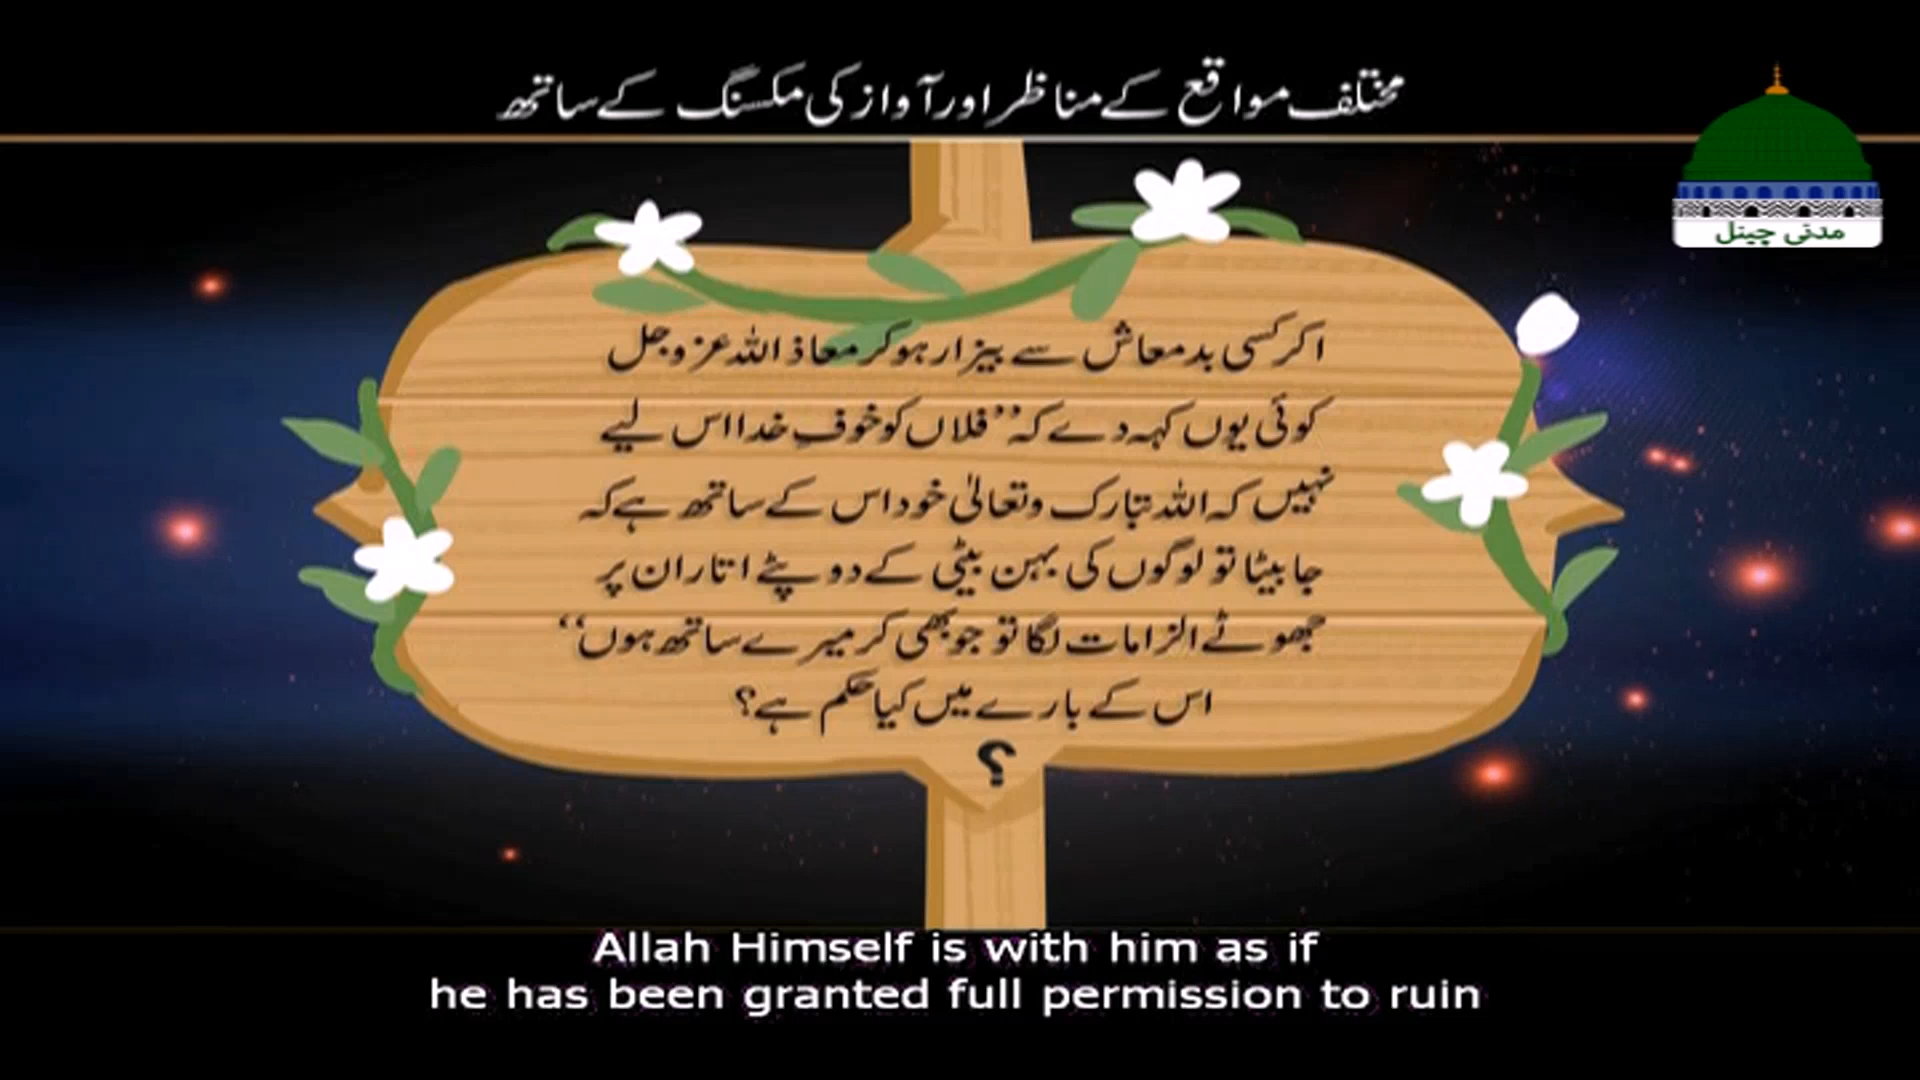 مختلف مواقع کے مناظر اور آواز کی مکسنگ کے ساتھ
مدنی چینل
اگر کسی بدمعاش سے بیزار ہوکر معاذ اللہ عزوجل
کوئی یوں کہہ دے کہ ’’فلاں کو خوفِ خدا اس لیے
نہیں کہ اللہ تبارک وتعالیٰ خود اس کے ساتھ ہے کہ
جا بیٹا تو لوگوں کی بہن بیٹی کے دوپٹے اتار ان پر
جھوٹے الزامات لگا تو جو بھی کر میرے ساتھ ہوں‘‘
اس کے بارے میں کیا حکم ہے؟
؟
Allah Himself is with him as if
he has been granted full permission to ruin